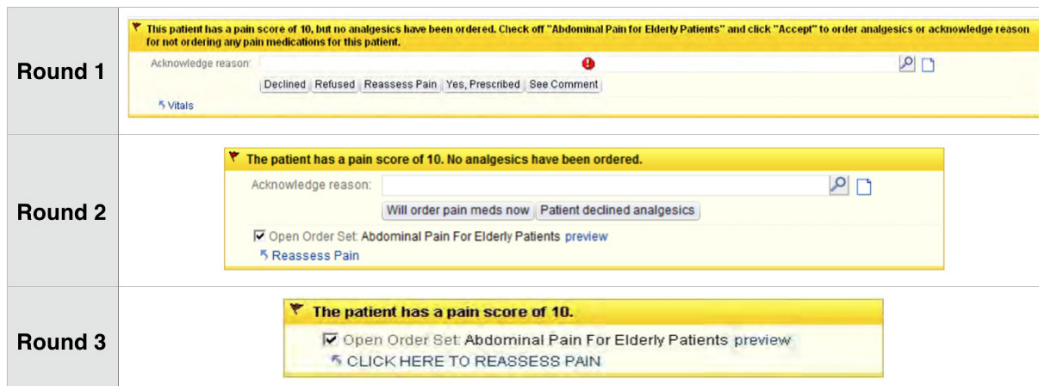 Round 1
This patient has a pain score of 10, but no analgesics have been ordered. Check off "Abdominal Pain for Elderly Patients" and click "Accept" to order analgesics or acknowledge reason
for not ordering any pain medications for this patient.
Acknowledge reason:
Declined Refused Reassess Pain Yes, Prescribed See Comment
Vitals
Round 2
The patient has a pain score of 10. No analgesics have been ordered.
Acknowledge reason:
Will order pain meds now Patient declined analgesics
Open Order Set: Abdominal Pain For Elderly Patients preview
Reassess Pain
Round 3
The patient has a pain score of 10.
Open Order Set: Abdominal Pain For Elderly Patients preview
CLICK HERE TO REASSESS PAIN